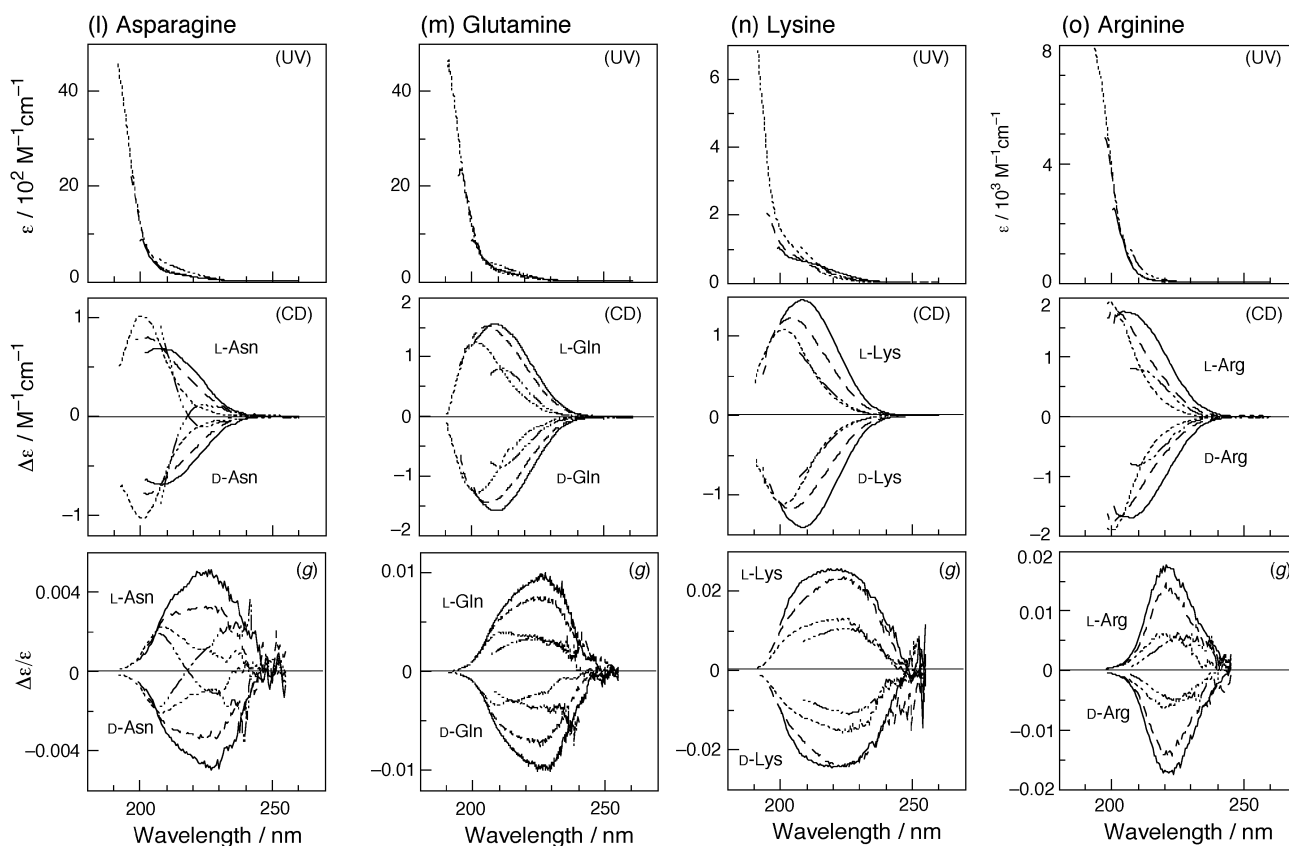 (l) Asparagine
(m) Glutamine
(n) Lysine
(o) Arginine
(UV)
(UV)
(UV)
(UV)
ε / 10² M⁻¹cm⁻¹
40
20
0
40
20
0
6
4
2
0
ε / 10³ M⁻¹cm⁻¹
8
4
0
(CD)
(CD)
(CD)
(CD)
Δε / M⁻¹cm⁻¹
1
0
−1
L-Asn
D-Asn
2
1
0
−1
−2
L-Gln
D-Gln
1
0
−1
L-Lys
D-Lys
2
1
0
−1
−2
L-Arg
D-Arg
(g)
(g)
(g)
(g)
Δε/ε
0.004
0
−0.004
L-Asn
D-Asn
0.01
0
−0.01
L-Gln
D-Gln
0.02
0
−0.02
L-Lys
D-Lys
0.02
0.01
0
−0.01
−0.02
L-Arg
D-Arg
200 250
200 250
200 250
200 250
Wavelength / nm
Wavelength / nm
Wavelength / nm
Wavelength / nm